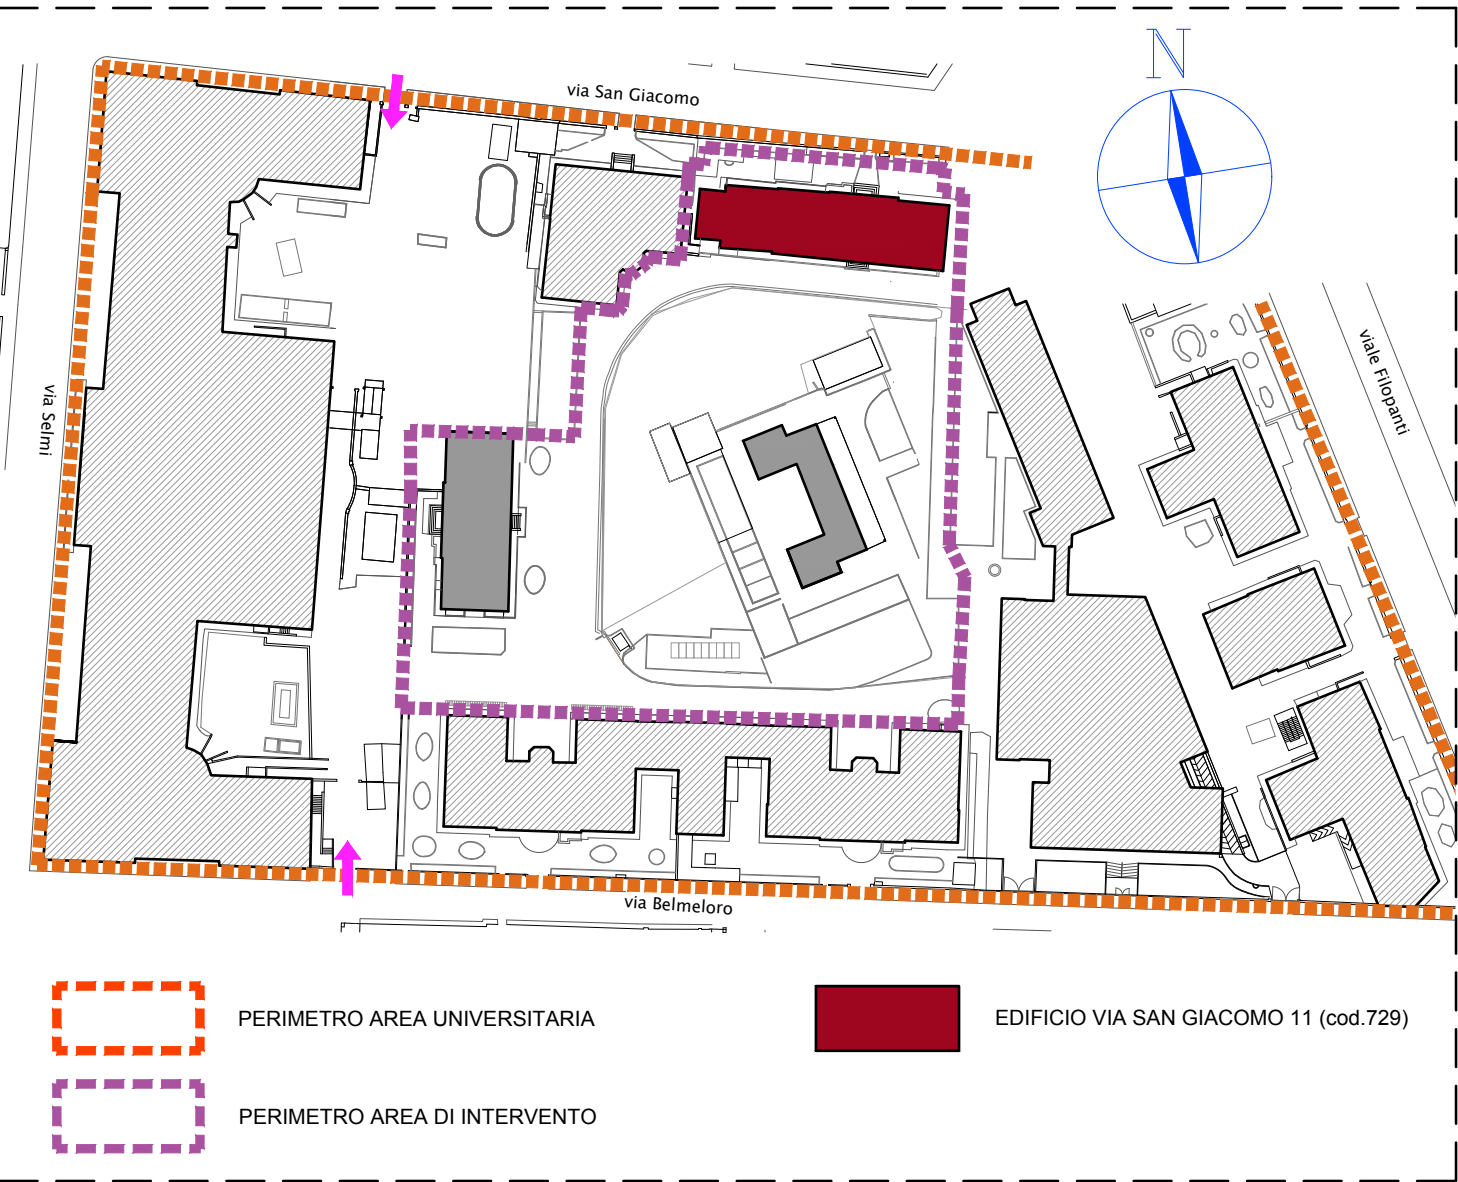 N
via San Giacomo
viale Filopanti
via Selmi
via Belmeloro
PERIMETRO AREA UNIVERSITARIA
EDIFICIO VIA SAN GIACOMO 11 (cod.729)
PERIMETRO AREA DI INTERVENTO